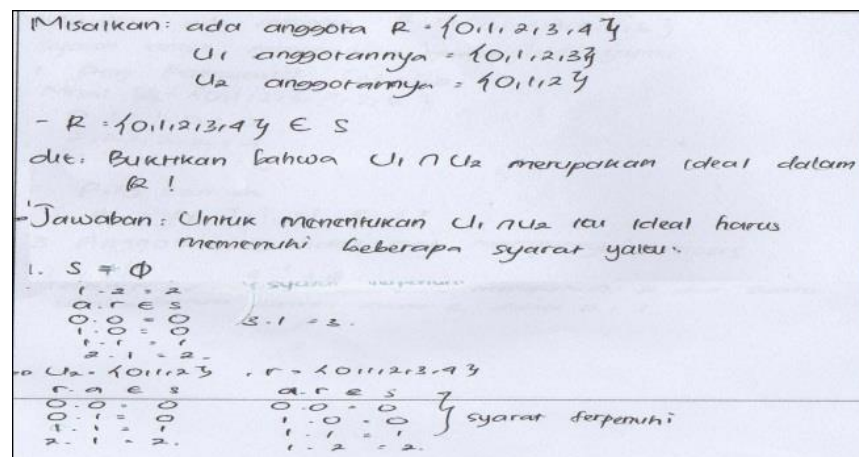 Misalkan: ada anggota R = {0,1,2,3,4}
U1 anggotannya = {0,1,2,3}
U2 anggotannya = {0,1,2}
- R = {0,1,2,3,4} ∈ S
dit: Buktikan bahwa U1 ∩ U2 merupakan ideal dalam
R !
- Jawaban: Untuk menentukan U1 ∩ U2 itu ideal harus
memenuhi beberapa syarat yaitu:
1. S ≠ Φ
1 . 2 = 2
a . r ∈ S
0 . 0 = 0
1 . 0 = 0 3 . 1 = 3.
1 . 1 = 1
2 . 1 = 2.
U2 = {0,1,2}, r = {0,1,2,3,4}
r . a ∈ S a . r ∈ S
0 . 0 = 0 0 . 0 = 0
0 . 1 = 0 1 . 0 = 0 } syarat terpenuhi
1 . 1 = 1 1 . 1 = 1
2 . 1 = 2. 1 . 2 = 2.